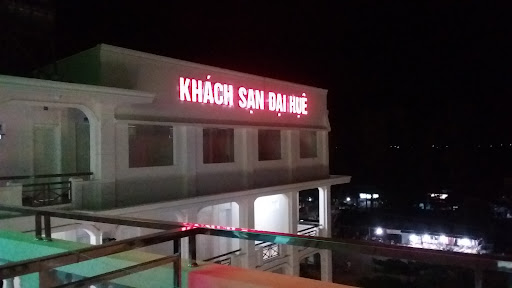 KHÁCH SẠN ĐẠI HUỆ